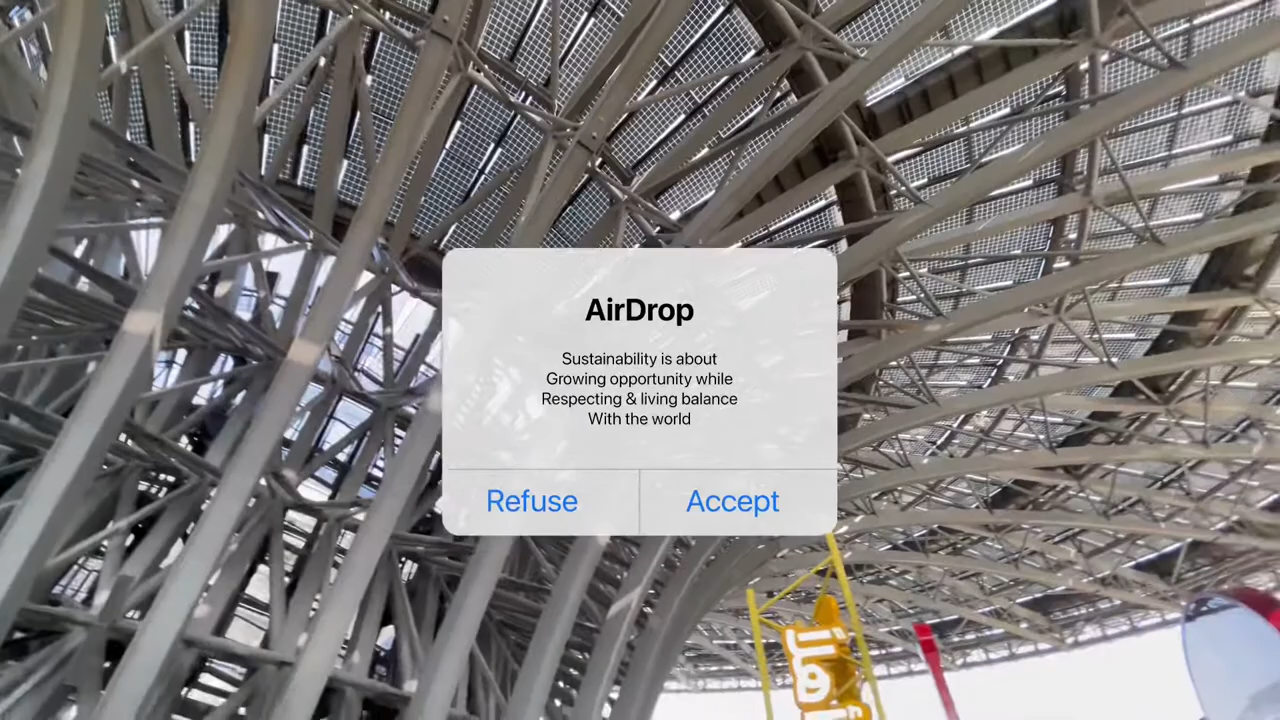 AirDrop
Sustainability is about
Growing opportunity while
Respecting & living balance
With the world
Refuse
Accept